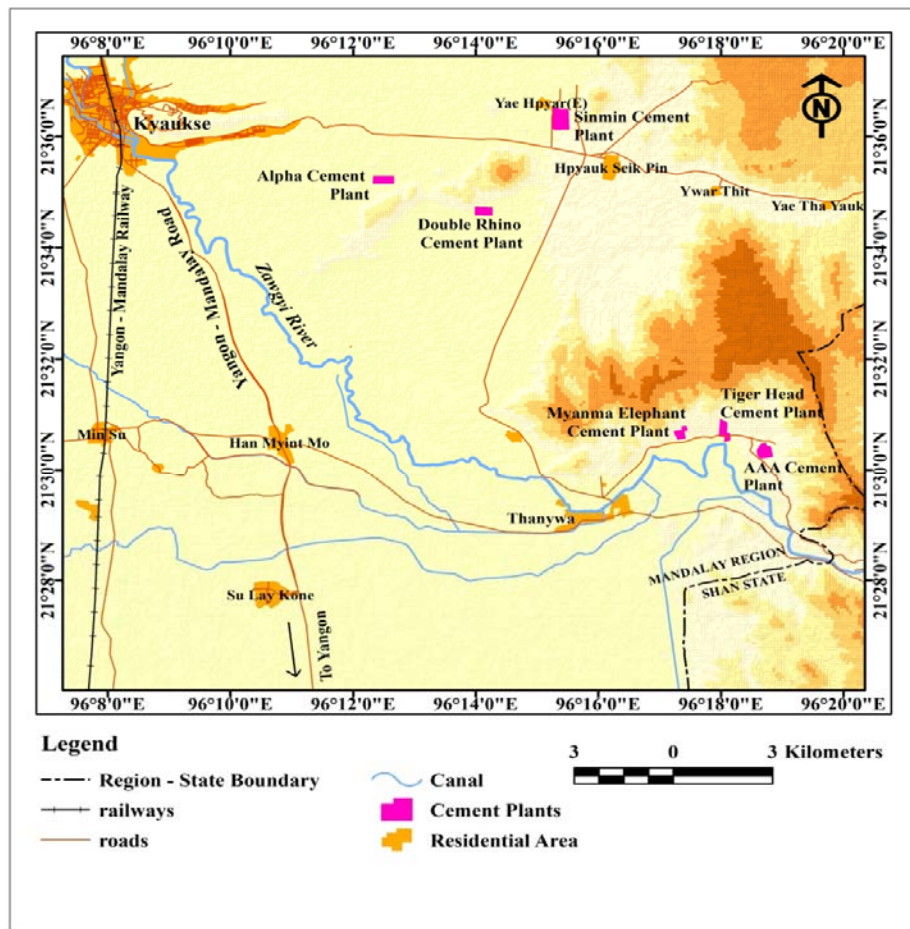 96°8'0"E 96°10'0"E 96°12'0"E 96°14'0"E 96°16'0"E 96°18'0"E 96°20'0"E
21°36'0"N
21°34'0"N
21°32'0"N
21°30'0"N
21°28'0"N
21°36'0"N
21°34'0"N
21°32'0"N
21°30'0"N
21°28'0"N
N
Kyaukse
Yae Hpyar(E)
Sinmin Cement
Plant
Hpyauk Seik Pin
Alpha Cement
Plant
Double Rhino
Cement Plant
Ywar Thit
Yae Tha Yauk
Yangon - Mandalay Railway
Yangon - Mandalay Road
Zawgyi River
Tiger Head
Cement Plant
Myanma Elephant
Cement Plant
AAA Cement
Plant
Min Su
Han Myint Mo
Thanywa
MANDALAY REGION
SHAN STATE
Su Lay Kone
To Yangon
96°8'0"E 96°10'0"E 96°12'0"E 96°14'0"E 96°16'0"E 96°18'0"E 96°20'0"E
Legend
Region - State Boundary
railways
roads
Canal
Cement Plants
Residential Area
3 0 3 Kilometers